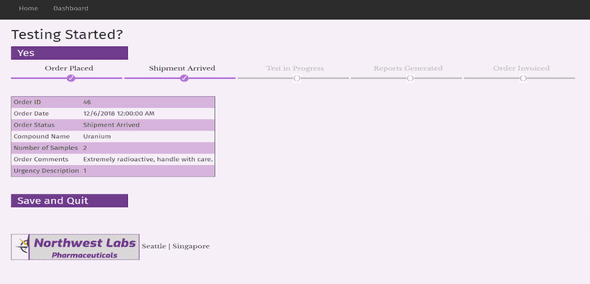 Home Dashboard
Testing Started?
Yes
Order Placed Shipment Arrived Test in Progress Reports Generated Order Invoiced
Order ID 46
Order Date 12/6/2018 12:00:00 AM
Order Status Shipment Arrived
Compound Name Uranium
Number of Samples 2
Order Comments Extremely radioactive, handle with care.
Urgency Description 1
Save and Quit
Northwest Labs
Pharmaceuticals
Seattle | Singapore